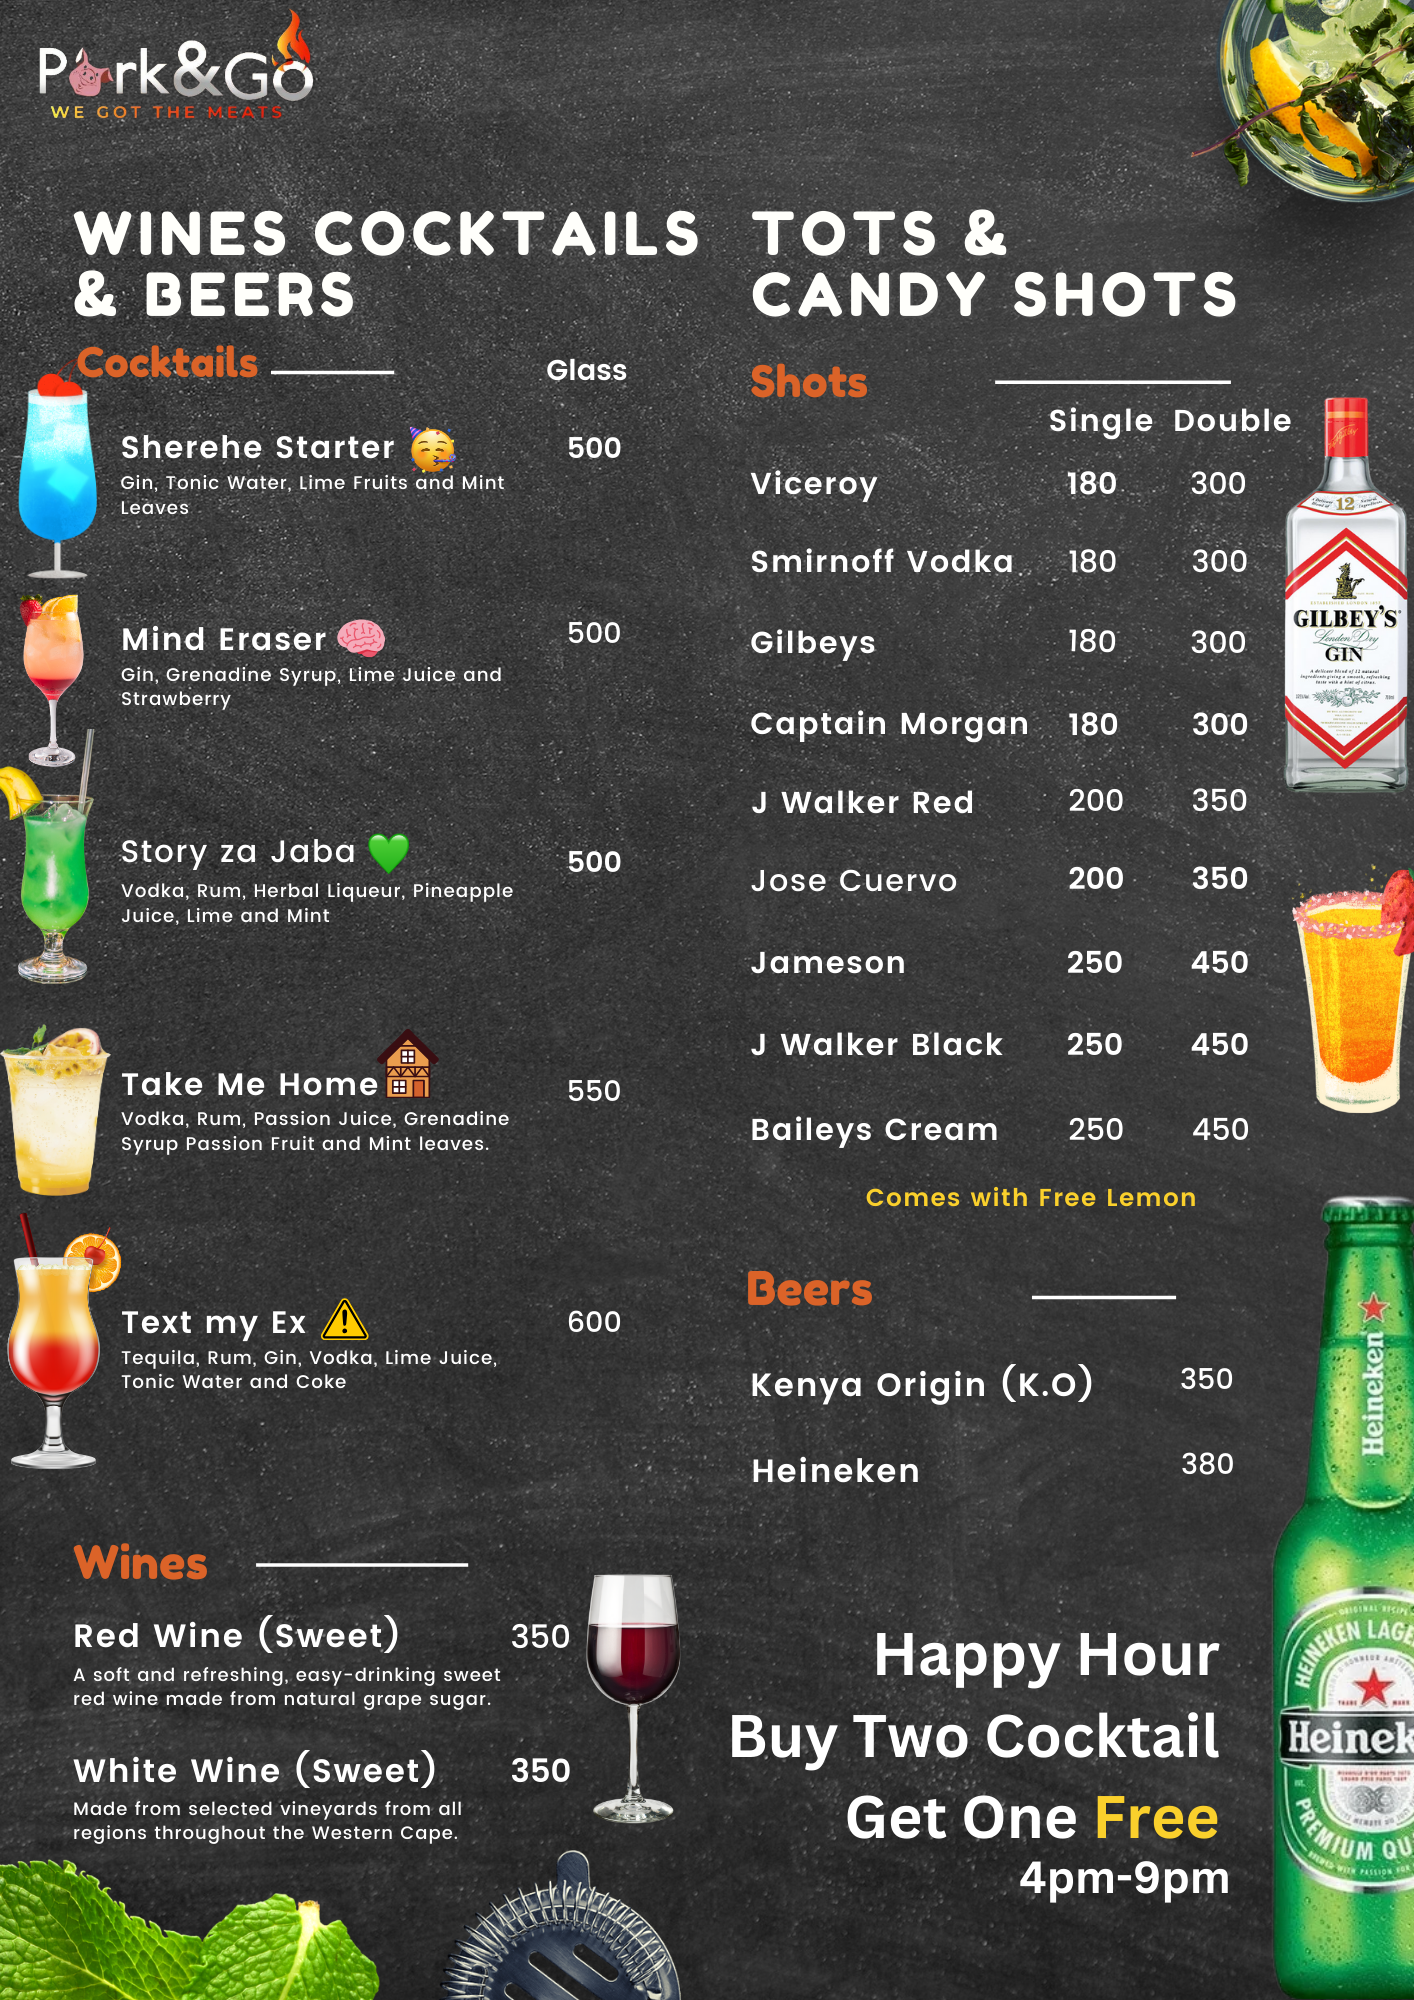 Pork&Go
WE GOT THE MEATS
WINES COCKTAILS
& BEERS
Cocktails
Glass
Sherehe Starter 🥳 500
Gin, Tonic Water, Lime Fruits and Mint
Leaves
Mind Eraser 🧠 500
Gin, Grenadine Syrup, Lime Juice and
Strawberry
Story za Jaba 💚 500
Vodka, Rum, Herbal Liqueur, Pineapple
Juice, Lime and Mint
Take Me Home 550
Vodka, Rum, Passion Juice, Grenadine
Syrup Passion Fruit and Mint leaves.
Text my Ex ⚠️ 600
Tequila, Rum, Gin, Vodka, Lime Juice,
Tonic Water and Coke
Wines
Red Wine (Sweet) 350
A soft and refreshing, easy-drinking sweet
red wine made from natural grape sugar.
White Wine (Sweet) 350
Made from selected vineyards from all
regions throughout the Western Cape.
TOTS &
CANDY SHOTS
Shots
Single Double
Viceroy 180 300
Smirnoff Vodka 180 300
Gilbeys 180 300
Captain Morgan 180 300
J Walker Red 200 350
Jose Cuervo 200 350
Jameson 250 450
J Walker Black 250 450
Baileys Cream 250 450
Comes with Free Lemon
Beers
Kenya Origin (K.O) 350
Heineken 380
Happy Hour
Buy Two Cocktail
Get One Free
4pm-9pm
12
GILBEY'S
London Dry
GIN
Heineken
HEINEKEN LAGE
Heinek
PREMIUM QU